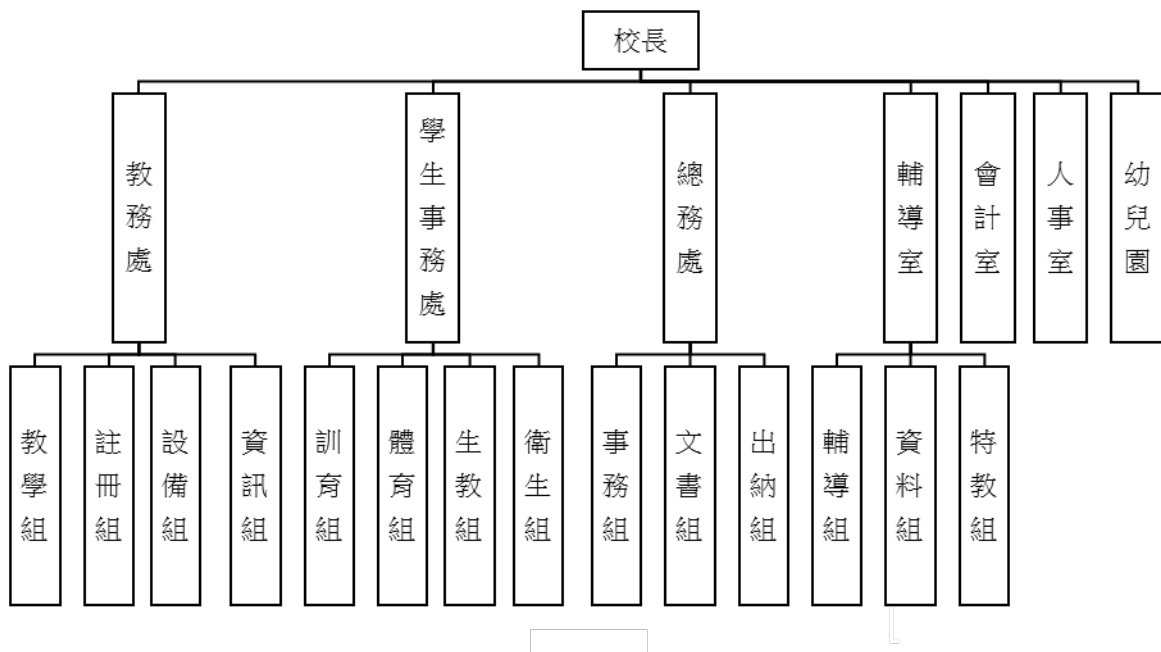 校長
教務處
學生事務處
總務處
輔導室
會計室
人事室
幼兒園
教學組
註冊組
設備組
資訊組
訓育組
體育組
生教組
衛生組
事務組
文書組
出納組
輔導組
資料組
特教組